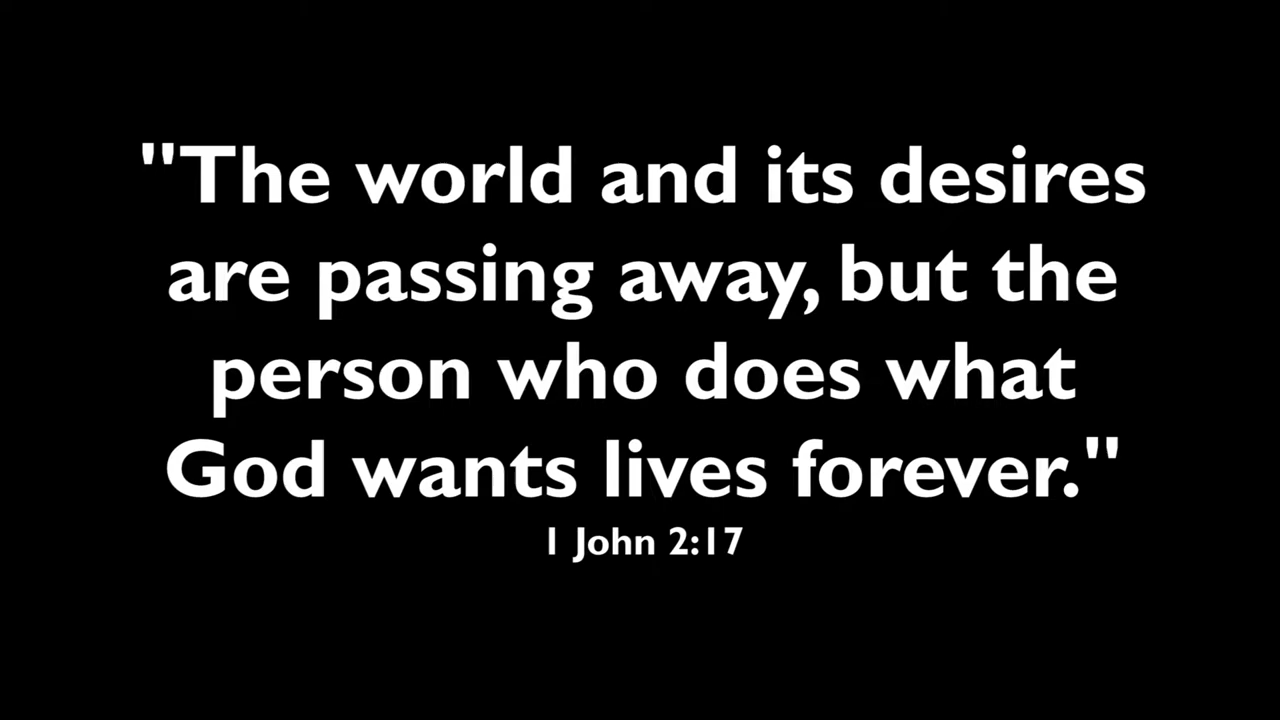 "The world and its desires
are passing away, but the
person who does what
God wants lives forever."
1 John 2:17